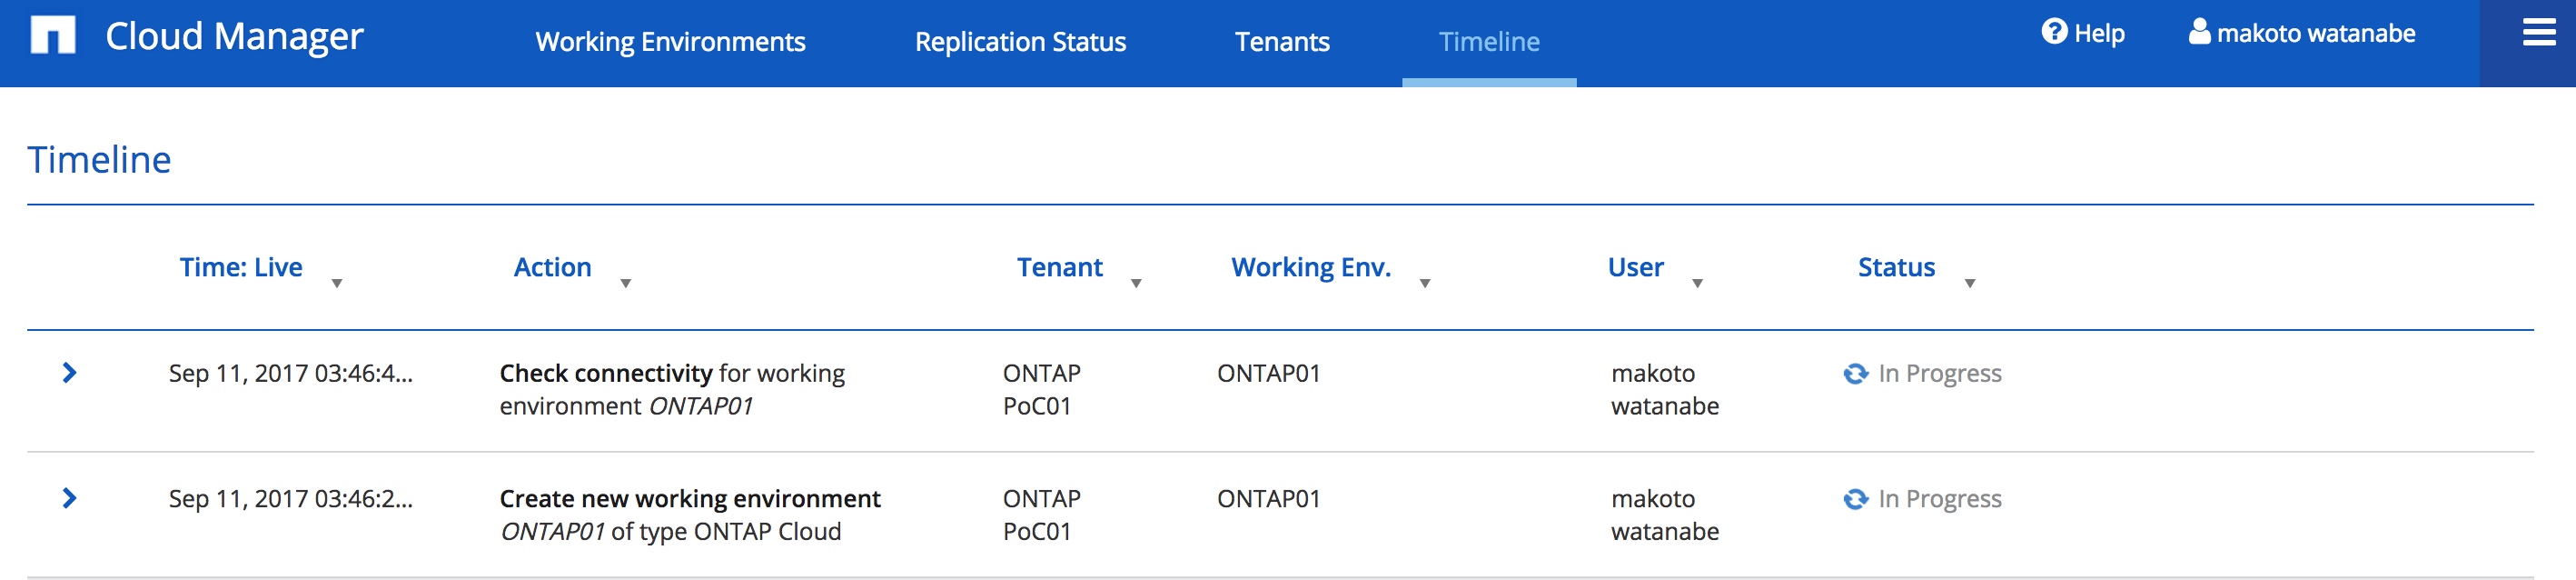 Cloud Manager Working Environments Replication Status Tenants Timeline Help makoto watanabe
Timeline
Time: Live Action Tenant Working Env. User Status
Sep 11, 2017 03:46:4... Check connectivity for working ONTAP ONTAP01 makoto In Progress
environment ONTAP01 PoC01 watanabe
Sep 11, 2017 03:46:2... Create new working environment ONTAP ONTAP01 makoto In Progress
ONTAP01 of type ONTAP Cloud PoC01 watanabe